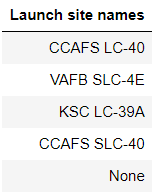 Launch site names
CCAFS LC-40
VAFB SLC-4E
KSC LC-39A
CCAFS SLC-40
None